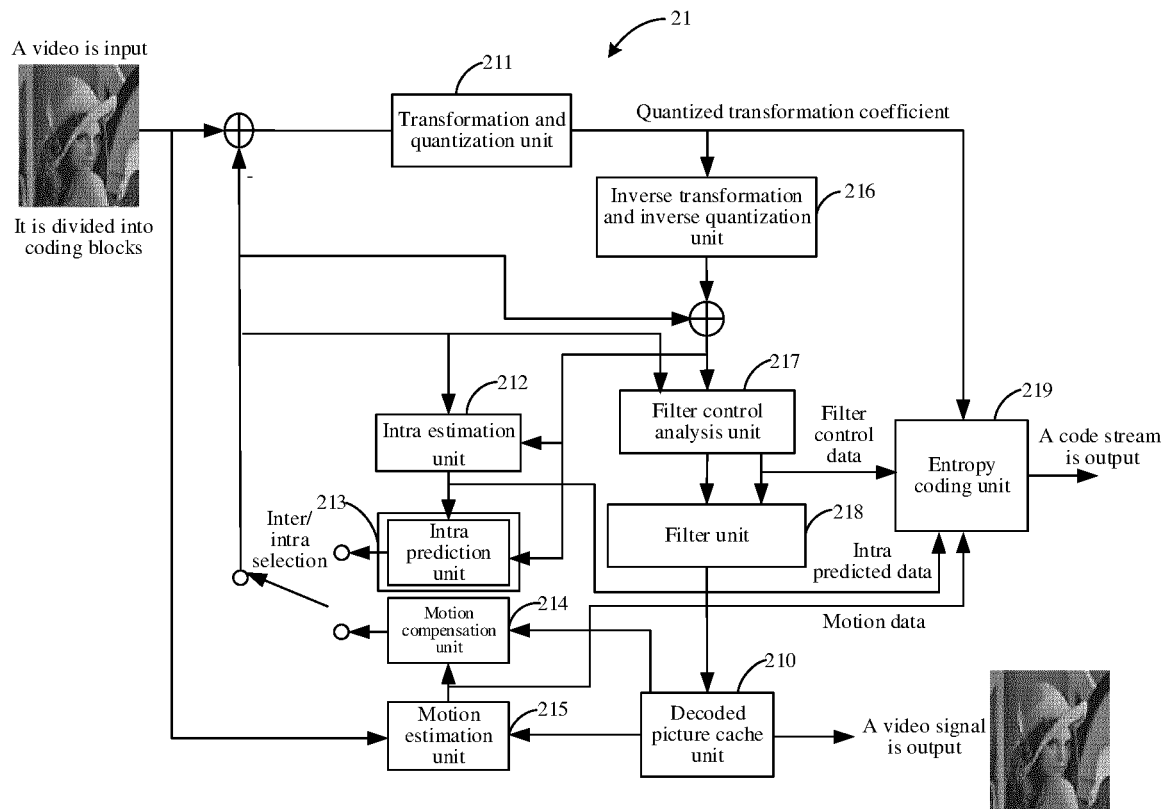 21
A video is input
211
Transformation and
quantization unit
Quantized transformation coefficient
-
Inverse transformation
and inverse quantization
unit
216
It is divided into
coding blocks
217
212
219
Filter control
analysis unit
Filter
control
data
Intra estimation
unit
Entropy
coding unit
A code stream
is output
213
Inter/
intra
selection
Intra
prediction
unit
Filter unit
218
Intra
predicted data
214
Motion
compensation
unit
Motion data
210
215
Motion
estimation
unit
Decoded
picture cache
unit
A video signal
is output